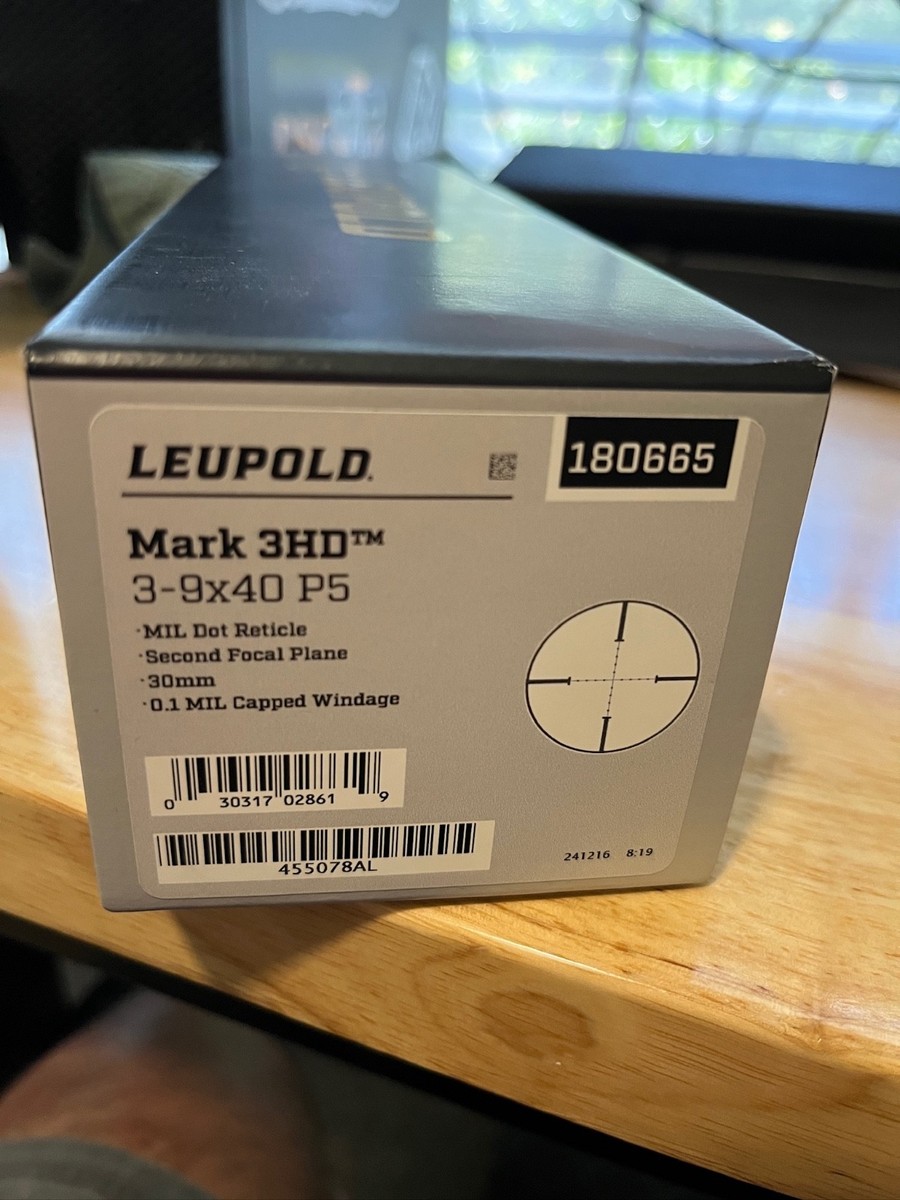 LEUPOLD.
180665
Mark 3HD™
3-9x40 P5
·MIL Dot Reticle
·Second Focal Plane
·30mm
·0.1 MIL Capped Windage
0 30317 02861 9
455078AL
241216 8:19